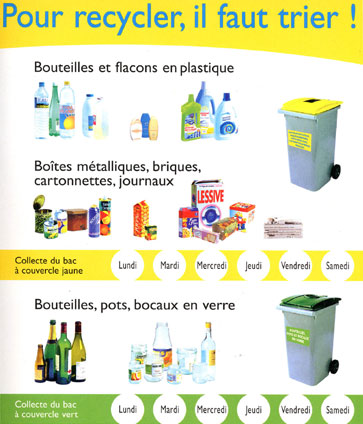 Pour recycler, il faut trier !
Bouteilles et flacons en plastique
Boîtes métalliques, briques,
cartonnettes, journaux
LESSIVE
Collecte du bac
à couvercle jaune
Lundi
Mardi
Mercredi
Jeudi
Vendredi
Samedi
Bouteilles, pots, bocaux en verre
Collecte du bac
à couvercle vert
Lundi
Mardi
Mercredi
Jeudi
Vendredi
Samedi